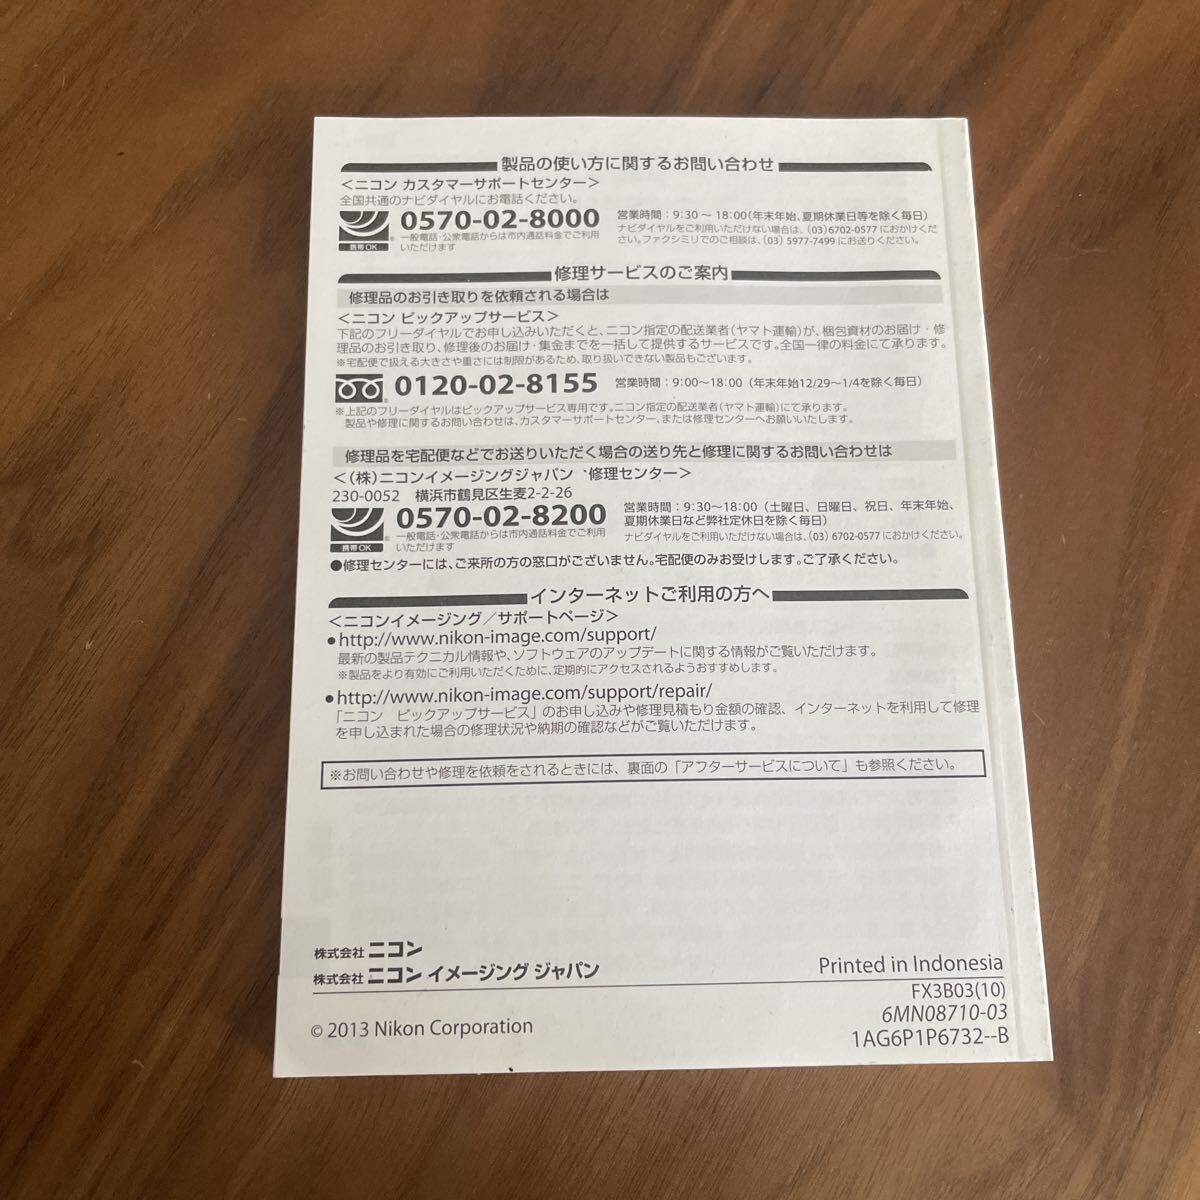 製品の使い方に関するお問い合わせ
＜ニコン カスタマーサポートセンター＞
全国共通のナビダイヤルにお電話ください。
0570-02-8000
営業時間：9:30 ～ 18:00(年末年始、夏期休業日等を除く毎日)
携帯OK
一般電話・公衆電話からは市内通話料金でご利用
いただけます
ナビダイヤルをご利用いただけない場合は、(03)6702-0577 におかけくだ
さい。ファクシミリでのご相談は、(03) 5977-7499 にお送りください。
修理サービスのご案内
修理品のお引き取りを依頼される場合は
＜ニコン ピックアップサービス＞
下記のフリーダイヤルでお申し込みいただくと、ニコン指定の配送業者(ヤマト運輸)が、梱包資材のお届け・修
理品のお引き取り、修理後のお届け・集金までを一括して提供するサービスです。全国一律の料金にて承ります。
※宅配便で扱える大きさや重さには制限があるため、取り扱いできない製品もございます。
0120-02-8155
営業時間：9:00～18:00（年末年始12/29～1/4を除く毎日）
※上記のフリーダイヤルはピックアップサービス専用です。ニコン指定の配送業者(ヤマト運輸)にて承ります。
製品や修理に関するお問い合わせは、カスタマーサポートセンター、または修理センターへお願いいたします。
修理品を宅配便などでお送りいただく場合の送り先と修理に関するお問い合わせは
＜(株)ニコンイメージングジャパン 修理センター＞
230-0052　横浜市鶴見区生麦2-2-26
0570-02-8200
営業時間：9:30～18:00（土曜日、日曜日、祝日、年末年始、
夏期休業日など弊社定休日を除く毎日）
携帯OK
一般電話・公衆電話からは市内通話料金でご利用
いただけます
ナビダイヤルをご利用いただけない場合は、(03) 6702-0577 におかけください。
●修理センターには、ご来所の方の窓口がございません。宅配便のみお受けします。ご了承ください。
インターネットご利用の方へ
＜ニコンイメージング／サポートページ＞
●http://www.nikon-image.com/support/
最新の製品テクニカル情報や、ソフトウェアのアップデートに関する情報がご覧いただけます。
※製品をより有効にご利用いただくために、定期的にアクセスされるようおすすめします。
●http://www.nikon-image.com/support/repair/
「ニコン　ピックアップサービス」のお申し込みや修理見積もり金額の確認、インターネットを利用して修理
を申し込まれた場合の修理状況や納期の確認などがご覧いただけます。
※お問い合わせや修理を依頼をされるときには、裏面の「アフターサービスについて」も参照ください。
株式会社 ニコン
株式会社 ニコン イメージング ジャパン
Printed in Indonesia
FX3B03(10)
6MN08710-03
© 2013 Nikon Corporation
1AG6P1P6732--B